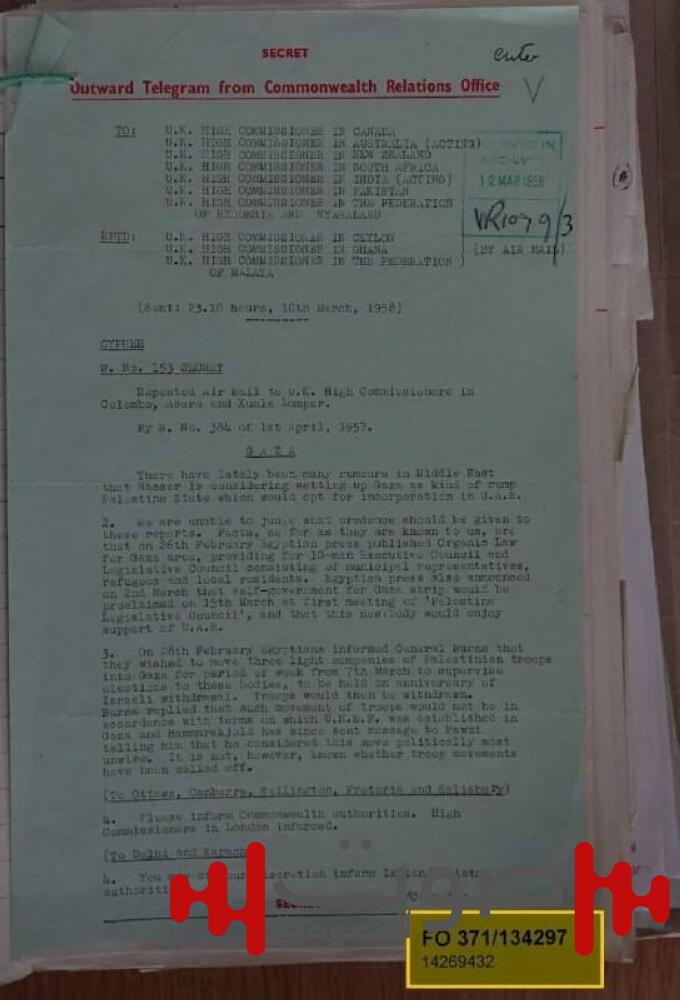 SECRET
enter
Outward Telegram from Commonwealth Relations Office
TO: U.K. HIGH COMMISSIONER IN CANADA
U.K. HIGH COMMISSIONER IN AUSTRALIA (ACTING)
U.K. HIGH COMMISSIONER IN NEW ZEALAND
U.K. HIGH COMMISSIONER IN SOUTH AFRICA
U.K. HIGH COMMISSIONER IN INDIA (ACTING)
U.K. HIGH COMMISSIONER IN PAKISTAN
U.K. HIGH COMMISSIONER IN THE FEDERATION
OF RHODESIA AND NYASALAND
12 MAR 1958
(A)
VR1079/3
RPTD: U.K. HIGH COMMISSIONER IN CEYLON
U.K. HIGH COMMISSIONER IN GHANA (BY AIR MAIL)
U.K. HIGH COMMISSIONER IN THE FEDERATION
OF MALAYA
(Sent: 23.10 hours, 10th March, 1958)
CYPHER
W. No. 153 SECRET
Repeated Air Mail to U.K. High Commissioners in
Colombo, Accra and Kuala Lumpur.
My W. No. 384 of 1st April, 1957.
GAZA
There have lately been many rumours in Middle East
that Nasser is considering setting up Gaza as kind of rump
Palestine State which would opt for incorporation in U.A.R.
2. We are unable to judge what credence should be given to
these reports. Facts, so far as they are known to us, are
that on 26th February Egyptian press published Organic Law
for Gaza area, providing for 10-man Executive Council and
Legislative Council consisting of municipal representatives,
refugees and local residents. Egyptian press also announced
on 2nd March that self-government for Gaza strip would be
proclaimed on 15th March at first meeting of 'Palestine
Legislative Council', and that this new body would enjoy
support of U.A.R.
3. On 28th February Egyptians informed General Burns that
they wished to move three light companies of Palestinian troops
into Gaza for period of week from 7th March to supervise
elections to these bodies, to be held on anniversary of
Israeli withdrawal. Troops would then be withdrawn.
Burns replied that such movement of troops would not be in
accordance with terms on which U.N.E.F. was established in
Gaza and Hammarskjold has since sent message to Fawzi
telling him that he considered this move politically most
unwise. It is not, however, known whether troop movements
have been called off.
(To Ottawa, Canberra, Wellington, Pretoria and Salisbury)
4. Please inform Commonwealth authorities. High
Commissioners in London informed.
(To Delhi and Karachi
4. You may at your discretion inform
authorities
صوت
SECRET
FO 371/134297
14269432